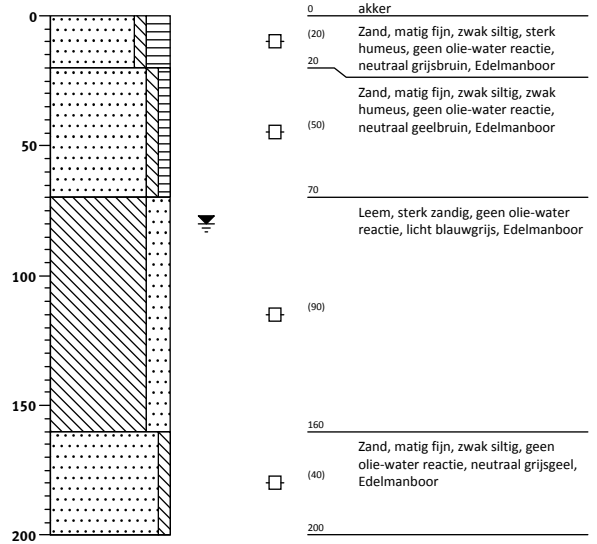 0
50
100
150
200
0 akker
(20) Zand, matig fijn, zwak siltig, sterk
humeus, geen olie-water reactie,
20 neutraal grijsbruin, Edelmanboor
Zand, matig fijn, zwak siltig, zwak
(50) humeus, geen olie-water reactie,
neutraal geelbruin, Edelmanboor
70
Leem, sterk zandig, geen olie-water
reactie, licht blauwgrijs, Edelmanboor
(90)
160
Zand, matig fijn, zwak siltig, geen
(40) olie-water reactie, neutraal grijsgeel,
Edelmanboor
200